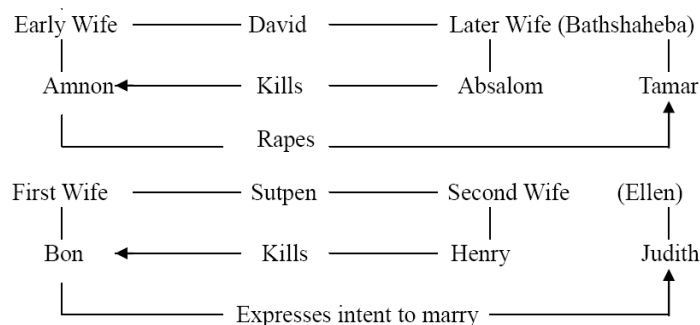 Early Wife David Later Wife (Bathshaheba)
Amnon Kills Absalom Tamar
Rapes
First Wife Sutpen Second Wife (Ellen)
Bon Kills Henry Judith
Expresses intent to marry